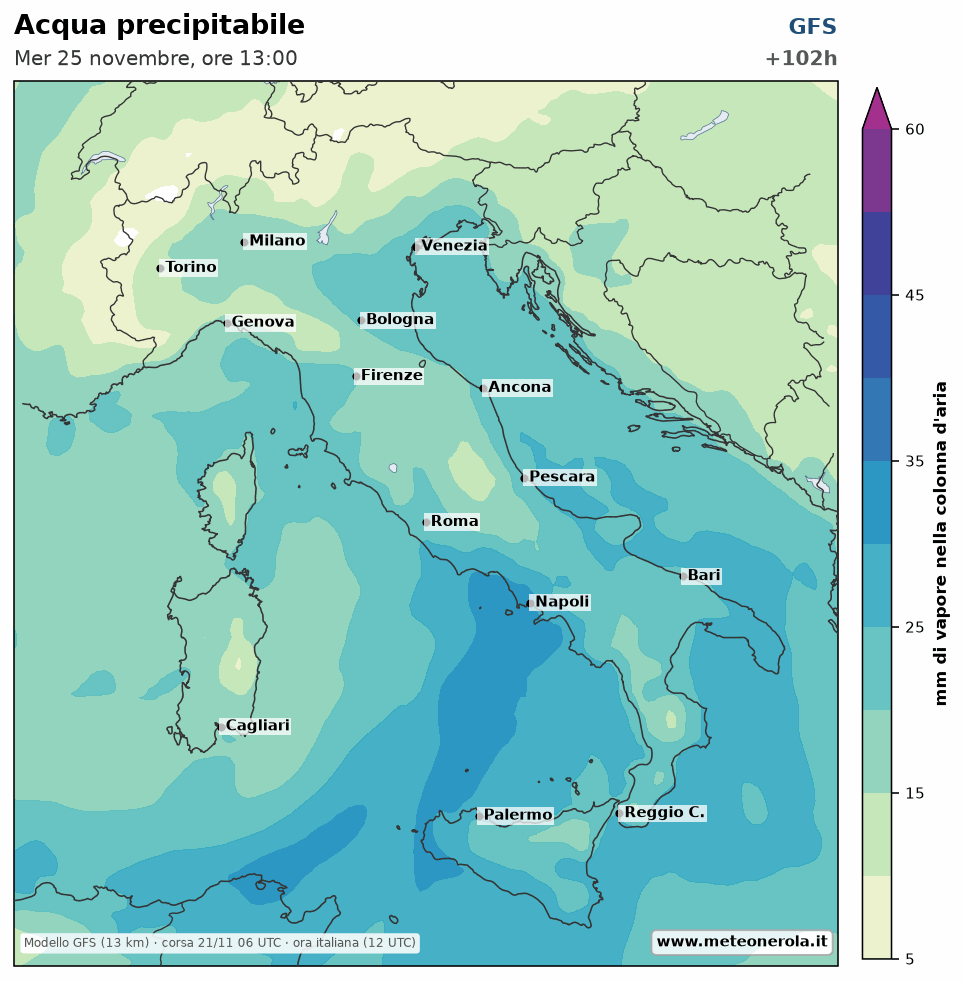 Acqua precipitabile
GFS
Mer 25 novembre, ore 13:00
+102h
60
Milano
Venezia
Torino
45
Genova
Bologna
Firenze
Ancona
35
Pescara
Roma
Bari
Napoli
25
Cagliari
15
Palermo
Reggio C.
mm di vapore nella colonna d'aria
Modello GFS (13 km) · corsa 21/11 06 UTC · ora italiana (12 UTC)
www.meteonerola.it
5